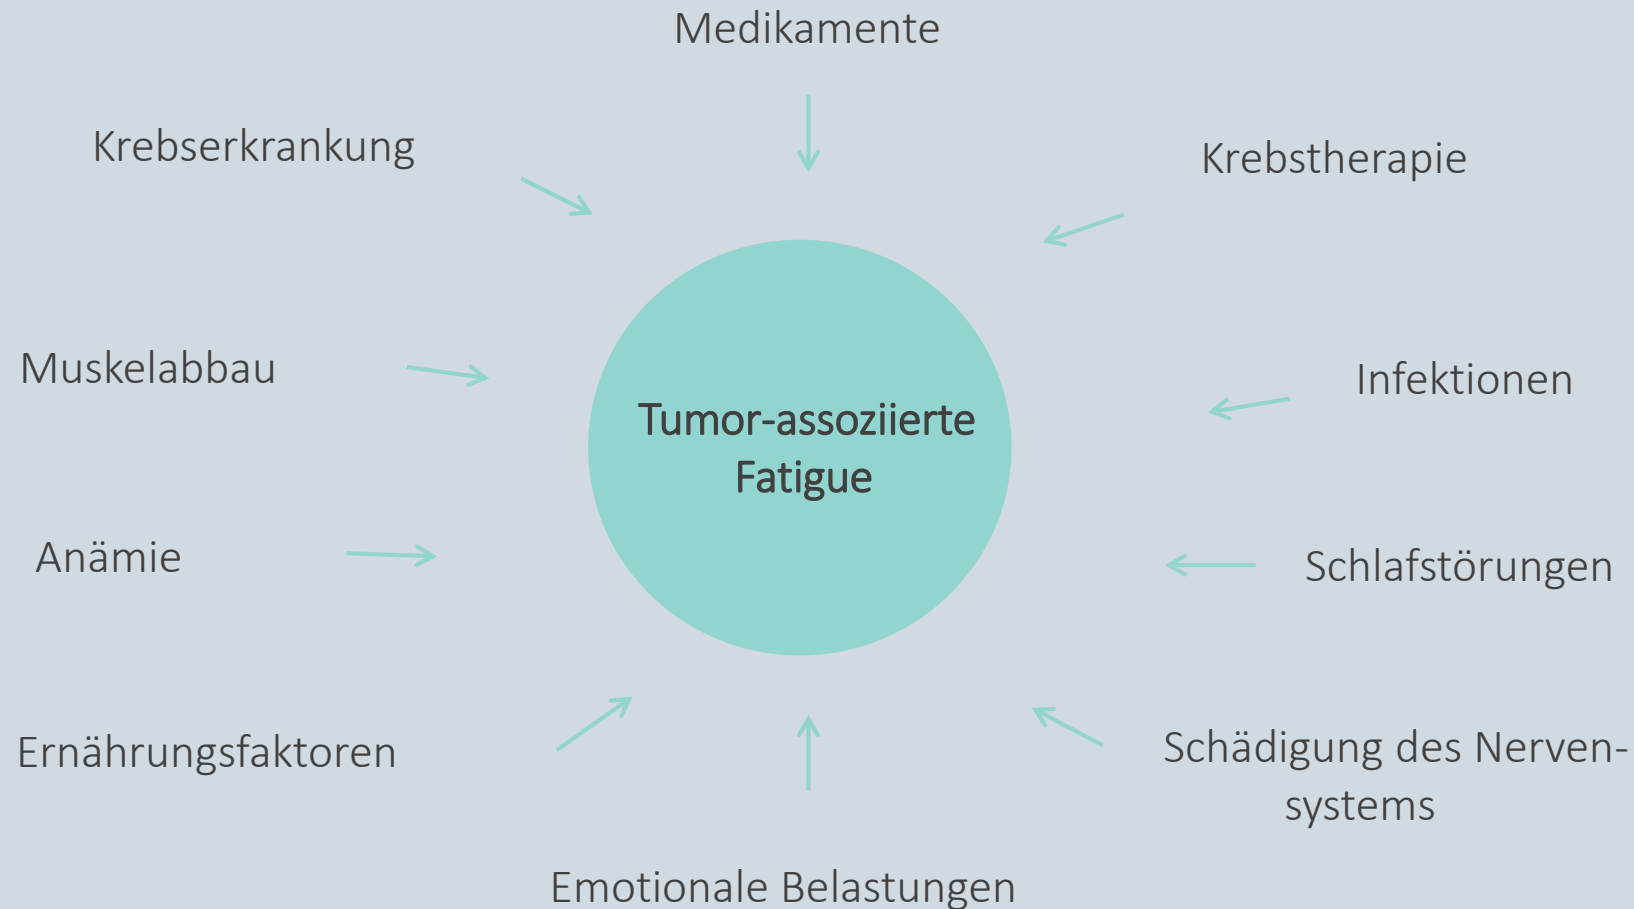 Medikamente
Krebserkrankung
Krebstherapie
Muskelabbau
Infektionen
Tumor-assoziierte
Fatigue
Anämie
Schlafstörungen
Ernährungsfaktoren
Schädigung des Nerven-
systems
Emotionale Belastungen